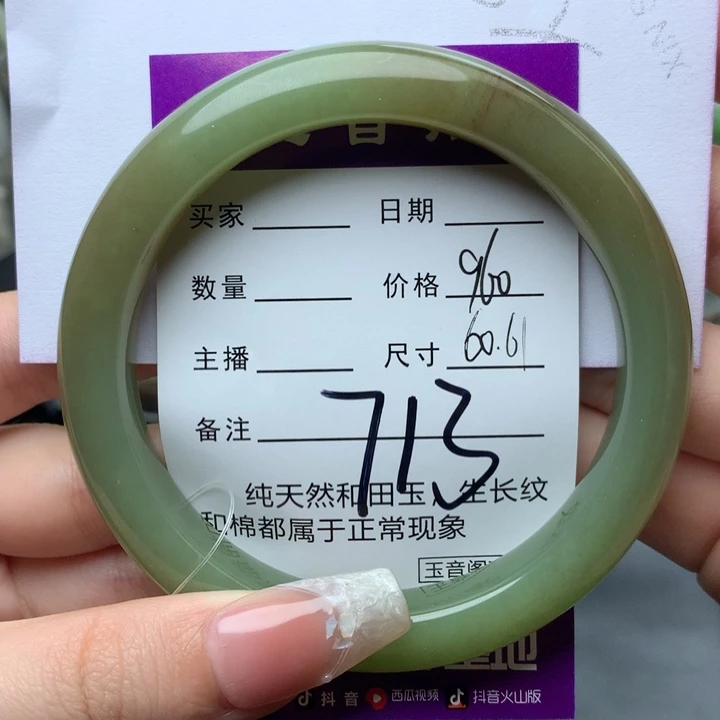 买家 日期
数量 价格 960
主播 尺寸 60.61
备注 713
纯天然和田玉，生长纹
和棉都属于正常现象
玉音阁
抖音 西瓜视频 抖音火山版